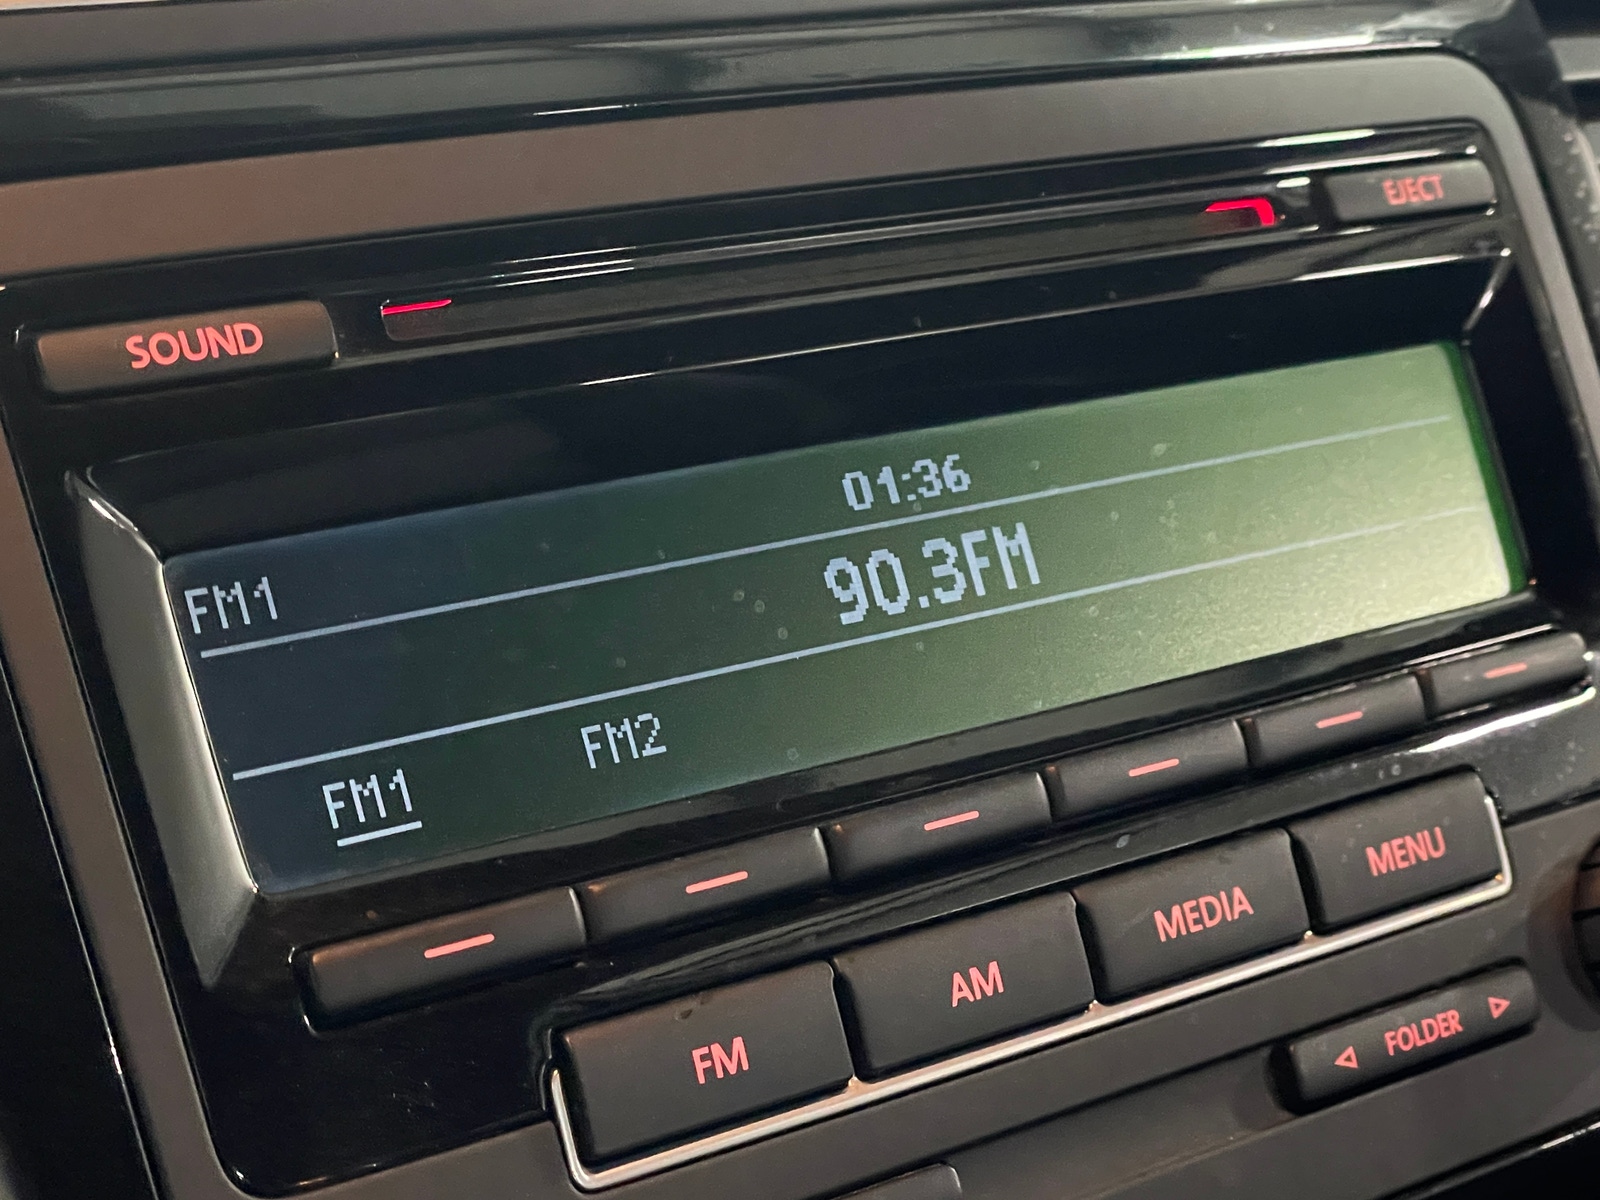 EJECT
SOUND
01:36
FM1
90.3FM
FM2
FM1
MENU
MEDIA
AM
FM
FOLDER